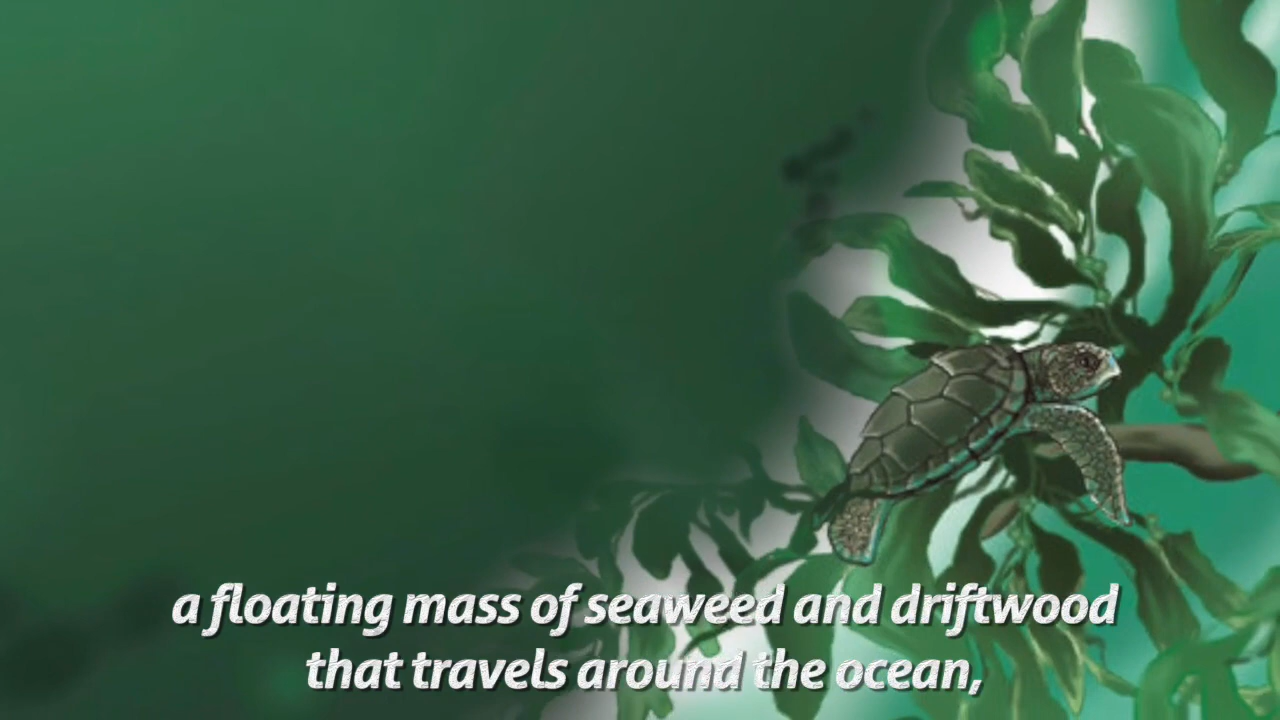 a floating mass of seaweed and driftwood
that travels around the ocean,